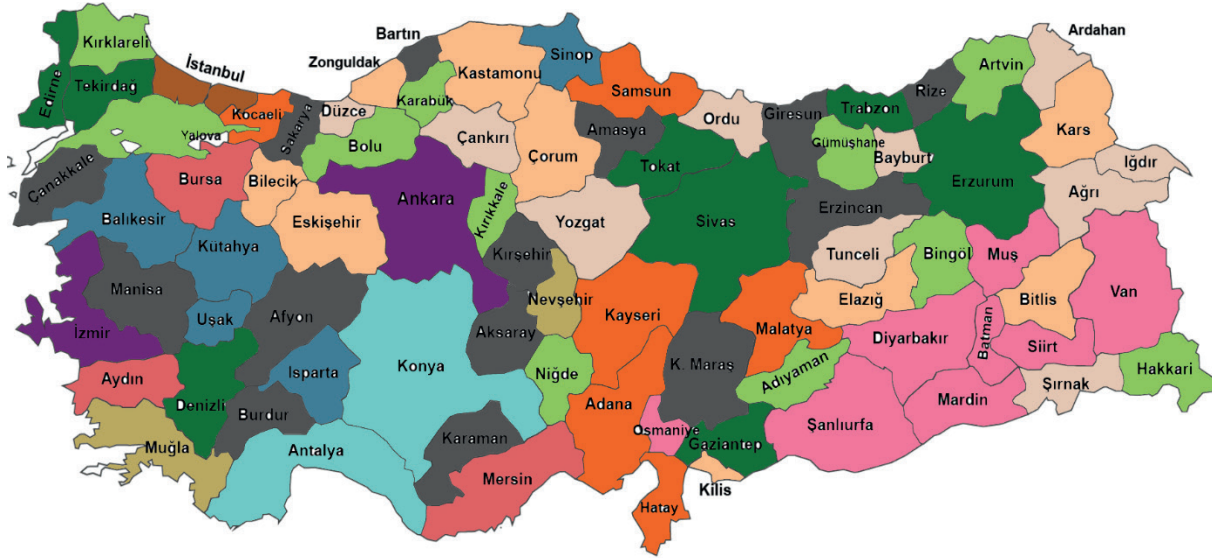 Bartın
Ardahan
Kırklareli
Zonguldak
Kastamonu
Sinop
Artvin
İstanbul
Edirne
Tekirdağ
Karabük
Samsun
Rize
Kocaeli
Düzce
Ordu
Giresun
Trabzon
Kars
Yalova
Sakarya
Bolu
Çankırı
Amasya
Gümüşhane
Bayburt
Çorum
Tokat
Iğdır
Çanakkale
Bursa
Bilecik
Ankara
Kırıkkale
Erzurum
Ağrı
Balıkesir
Eskişehir
Yozgat
Sivas
Erzincan
Kütahya
Kırşehir
Tunceli
Bingöl
Muş
Manisa
Nevşehir
Elazığ
Bitlis
Van
İzmir
Uşak
Afyon
Aksaray
Kayseri
Malatya
Diyarbakır
Batman
Siirt
Aydın
Isparta
Konya
Niğde
K. Maraş
Adıyaman
Hakkari
Şırnak
Denizli
Burdur
Adana
Mardin
Muğla
Antalya
Karaman
Osmaniye
Gaziantep
Şanlıurfa
Mersin
Kilis
Hatay